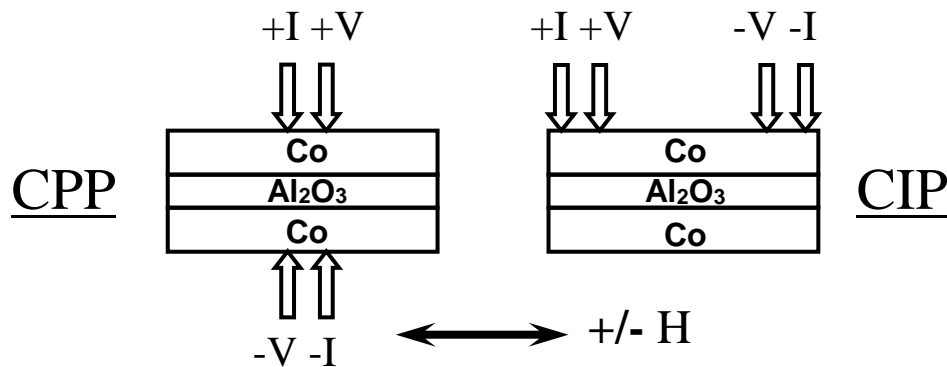 +I +V
+I +V
-V -I
CPP
Co
Al₂O₃
Co
Co
Al₂O₃
Co
CIP
-V -I
+/- H